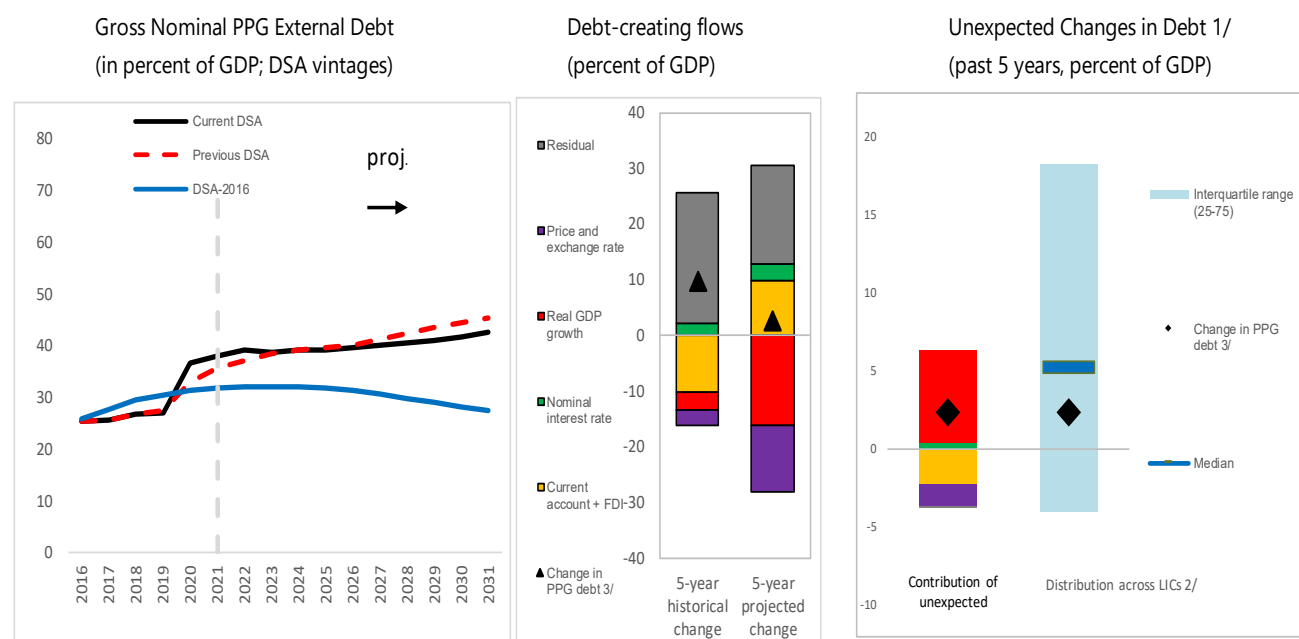 Gross Nominal PPG External Debt
(in percent of GDP; DSA vintages)
Current DSA
Previous DSA
DSA-2016
proj.
80
70
60
50
40
30
20
10
0
2016
2017
2018
2019
2020
2021
2022
2023
2024
2025
2026
2027
2028
2029
2030
2031
Debt-creating flows
(percent of GDP)
Residual
Price and
exchange rate
Real GDP
growth
Nominal
interest rate
Current
account + FDI
Change in
PPG debt 3/
40
30
20
10
0
-10
-20
-30
-40
5-year
historical
change
5-year
projected
change
Unexpected Changes in Debt 1/
(past 5 years, percent of GDP)
20
15
10
5
0
-5
-10
Interquartile range
(25-75)
Change in PPG
debt 3/
Median
Contribution of
unexpected
Distribution across LICs 2/